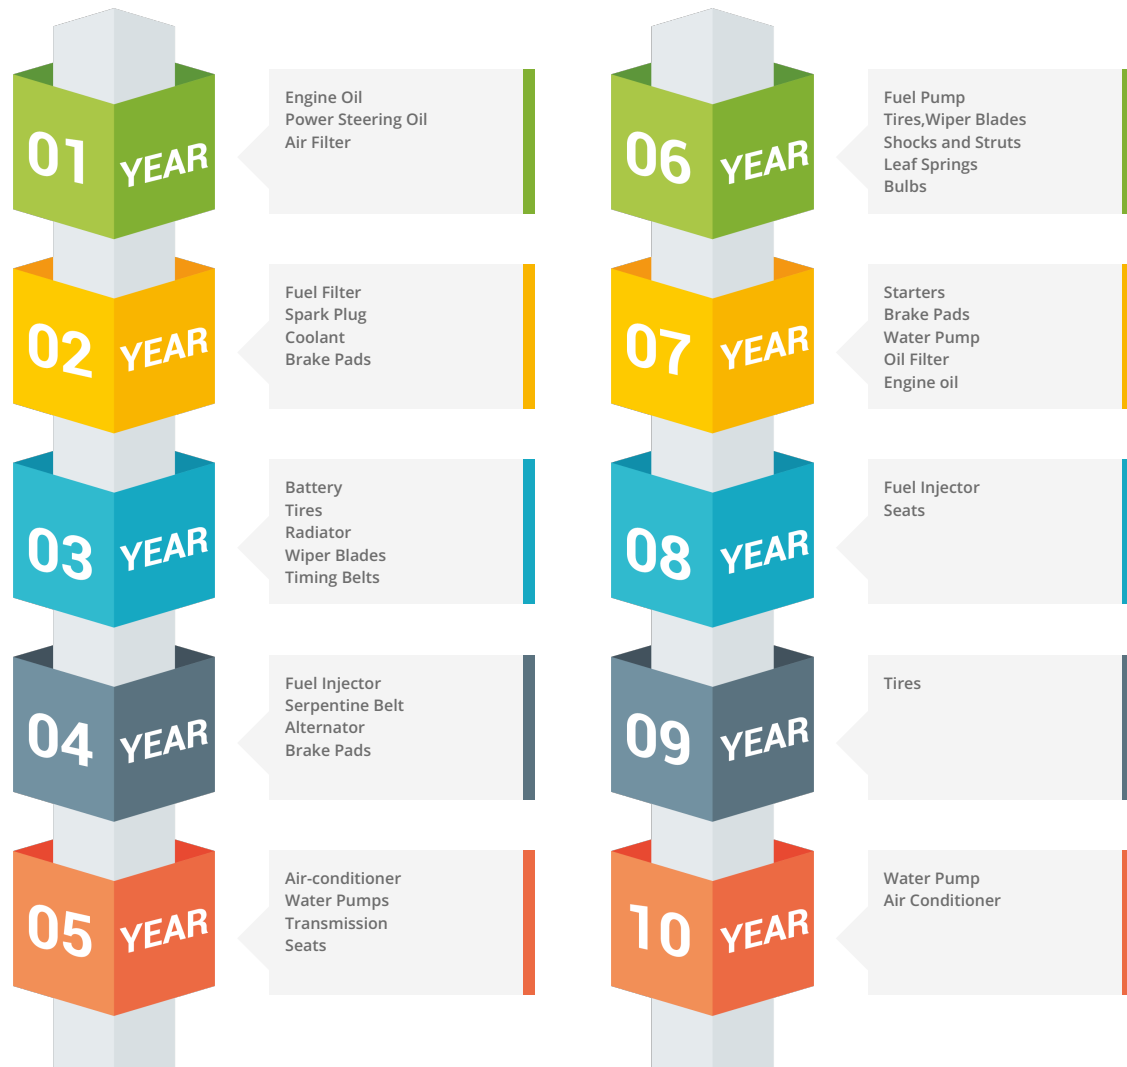 01 YEAR
Engine Oil
Power Steering Oil
Air Filter
02 YEAR
Fuel Filter
Spark Plug
Coolant
Brake Pads
03 YEAR
Battery
Tires
Radiator
Wiper Blades
Timing Belts
04 YEAR
Fuel Injector
Serpentine Belt
Alternator
Brake Pads
05 YEAR
Air-conditioner
Water Pumps
Transmission
Seats
06 YEAR
Fuel Pump
Tires,Wiper Blades
Shocks and Struts
Leaf Springs
Bulbs
07 YEAR
Starters
Brake Pads
Water Pump
Oil Filter
Engine oil
08 YEAR
Fuel Injector
Seats
09 YEAR
Tires
10 YEAR
Water Pump
Air Conditioner